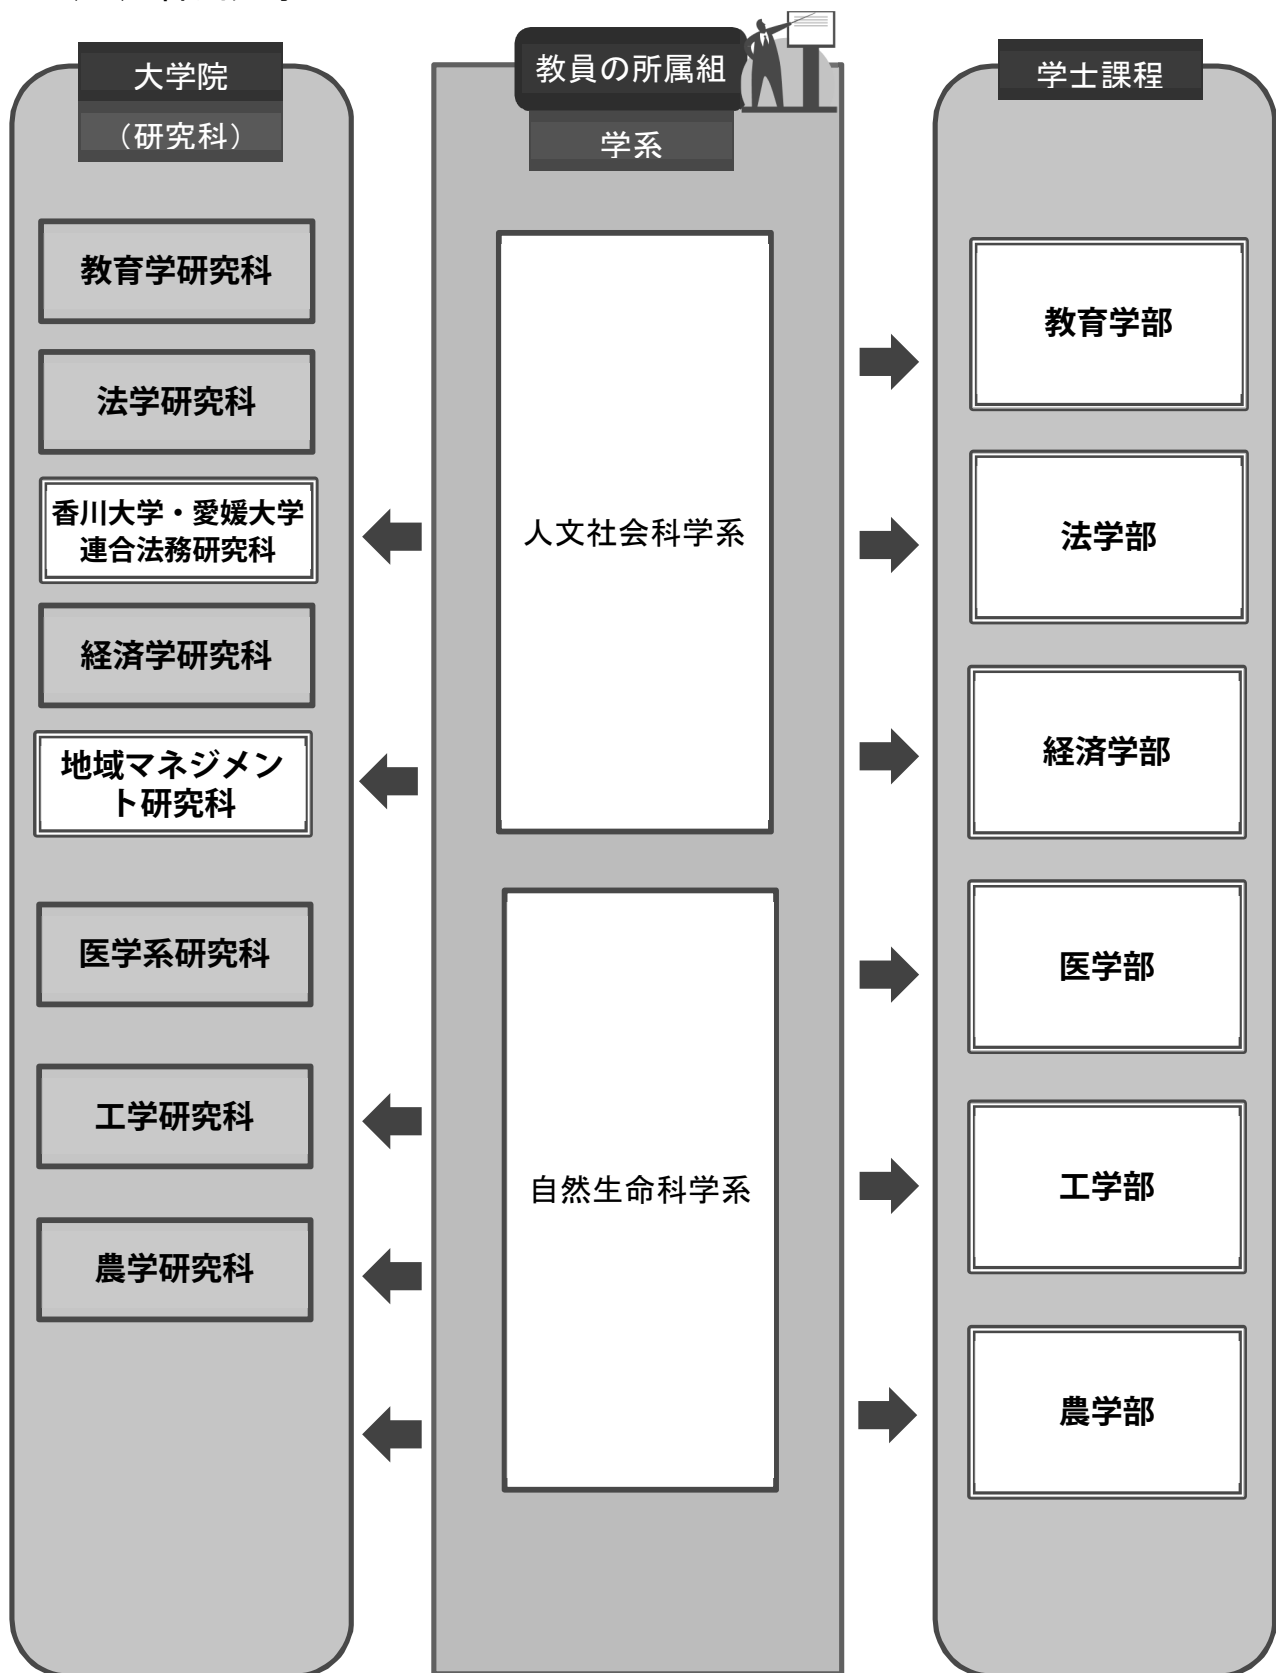 大学院
（研究科）
教育学研究科
法学研究科
香川大学・愛媛大学
連合法務研究科
経済学研究科
地域マネジメン
ト研究科
医学系研究科
工学研究科
農学研究科
教員の所属組
学系
人文社会科学系
自然生命科学系
学士課程
教育学部
法学部
経済学部
医学部
工学部
農学部